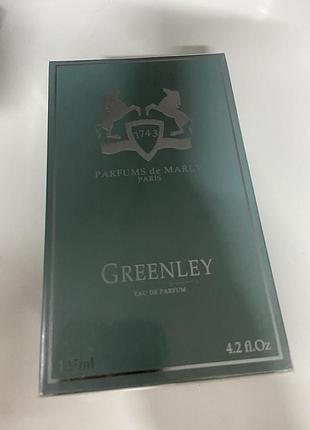 1743
PARFUMS de MARLY
PARIS
GREENLEY
EAU DE PARFUM
4.2 fl.Oz